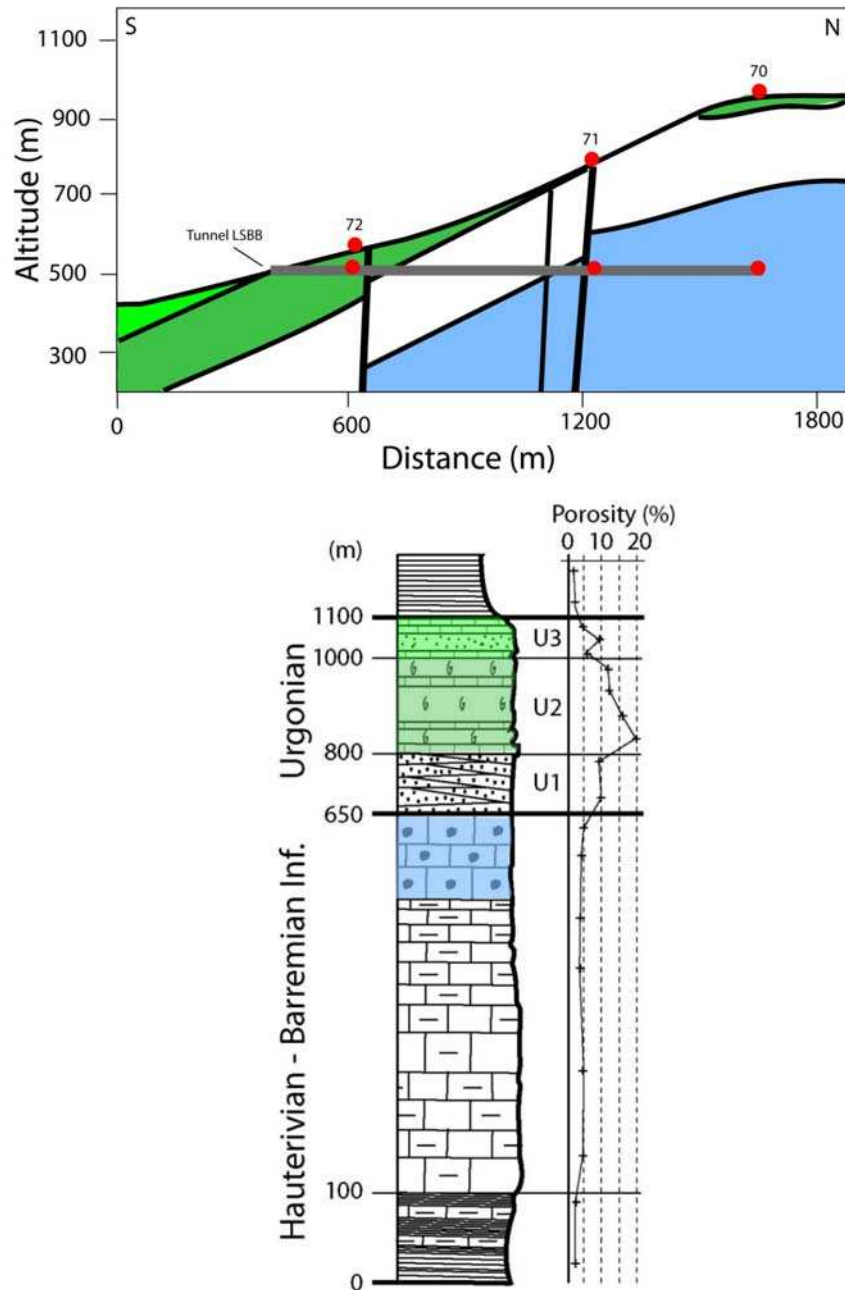 S
N
1100
900
700
500
300
Altitude (m)
70
71
72
Tunnel LSBB
0
600
1200
1800
Distance (m)
Porosity (%)
0 10 20
(m)
1100
1000
800
650
100
0
U3
U2
U1
Urgonian
Hauterivian - Barremian Inf.